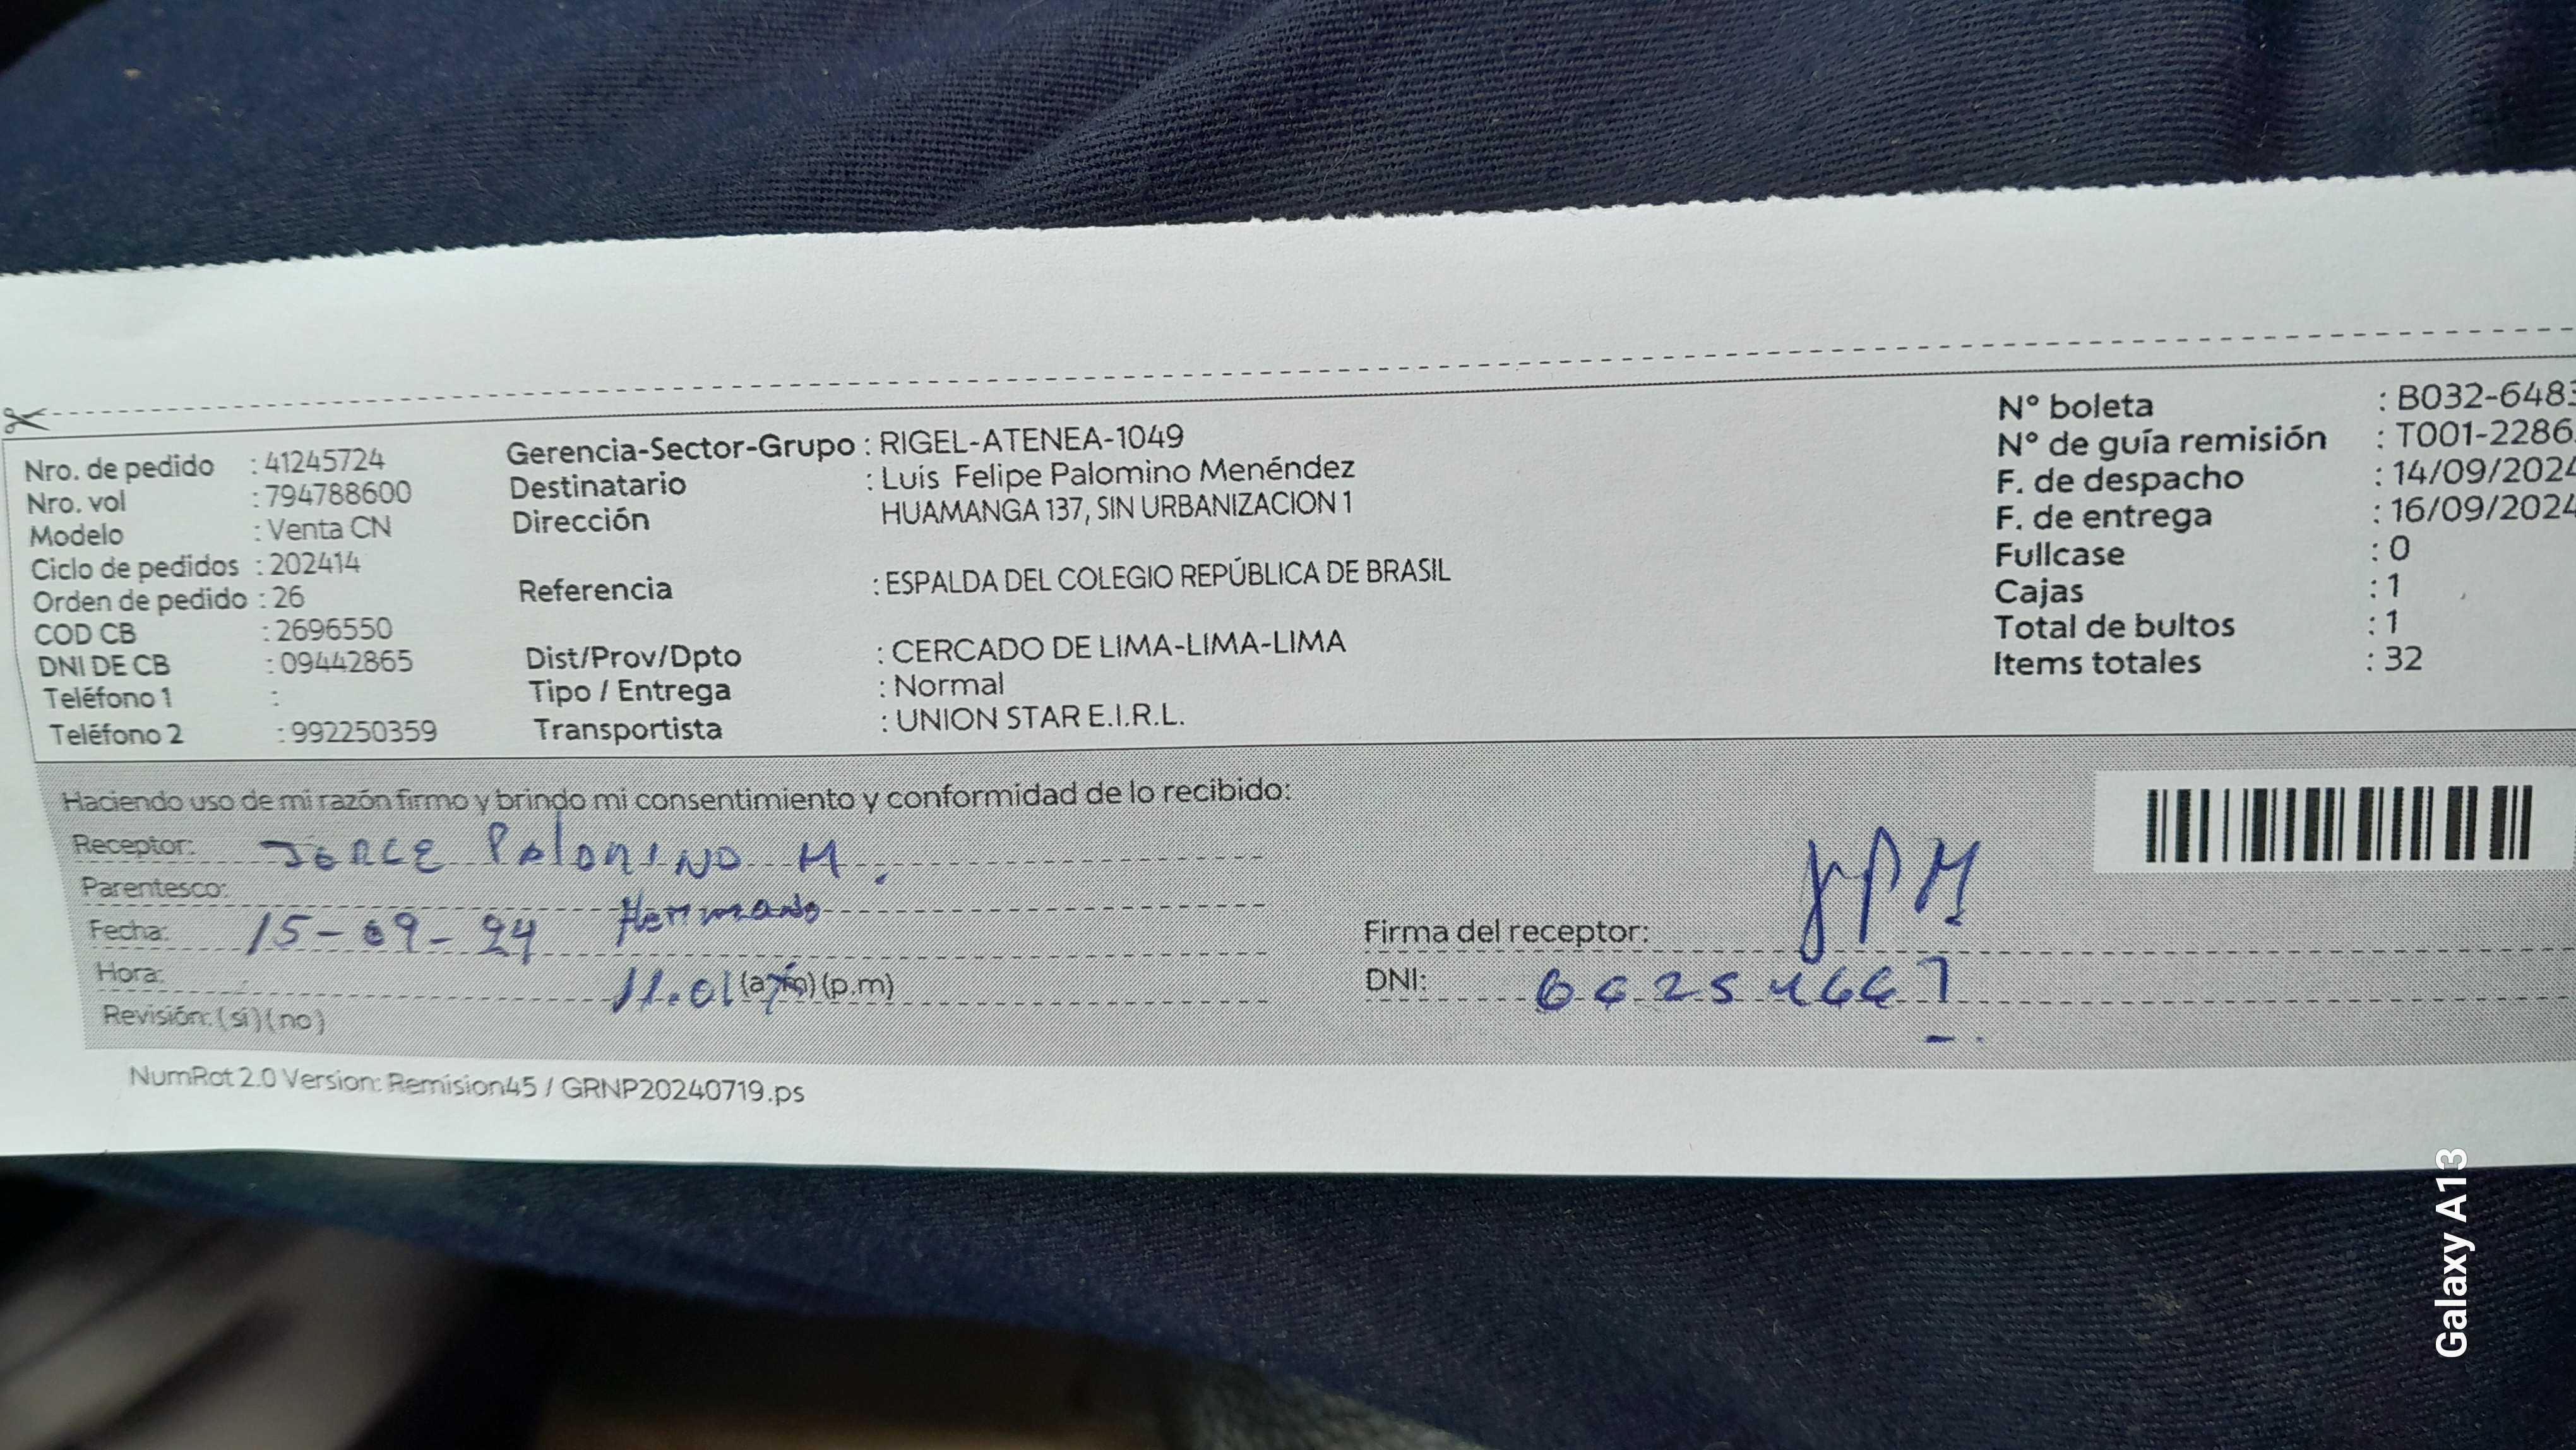 Nro. de pedido : 41245724
Nro. vol : 794788600
Modelo : Venta CN
Ciclo de pedidos : 202414
Orden de pedido : 26
COD CB : 2696550
DNI DE CB : 09442865
Teléfono 1 :
Teléfono 2 : 992250359
Gerencia-Sector-Grupo : RIGEL-ATENEA-1049
Destinatario : Luis Felipe Palomino Menéndez
Dirección HUAMANGA 137, SIN URBANIZACION 1
Referencia : ESPALDA DEL COLEGIO REPÚBLICA DE BRASIL
Dist/Prov/Dpto : CERCADO DE LIMA-LIMA-LIMA
Tipo / Entrega : Normal
Transportista : UNION STAR E.I.R.L.
N° boleta : B032-648
N° de guía remisión : T001-2286
F. de despacho : 14/09/2024
F. de entrega : 16/09/2024
Fullcase : 0
Cajas : 1
Total de bultos : 1
Items totales : 32
Haciendo uso de mi razón firmo y brindo mi consentimiento y conformidad de lo recibido:
Receptor: JORGE PALOMINO M.
Parentesco: Hermano
Fecha: 15-09-24
Hora: 11.01 (a.m) (p.m)
Revisión: (si) (no)
Firma del receptor: JPM
DNI:
NumRot 2.0 Version: Remision45 / GRNP20240719.ps
Galaxy A13